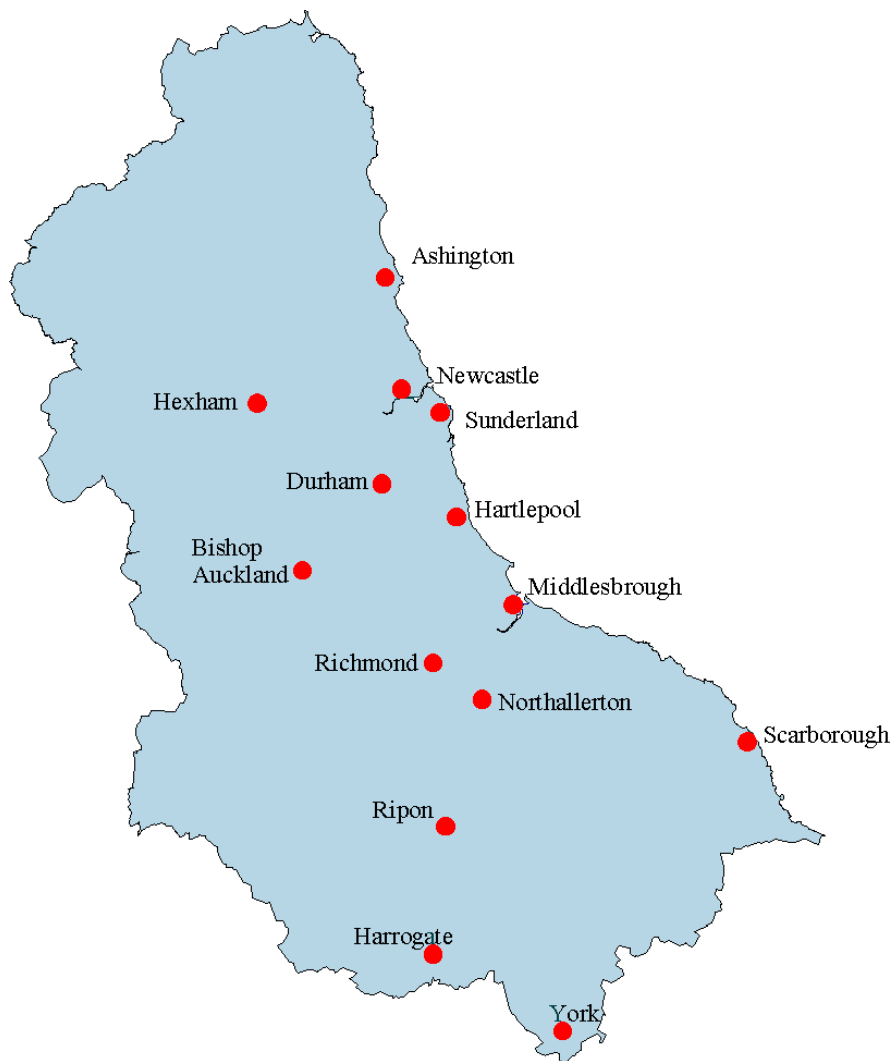 Ashington
Newcastle
Hexham
Sunderland
Durham
Hartlepool
Bishop
Auckland
Middlesbrough
Richmond
Northallerton
Scarborough
Ripon
Harrogate
York